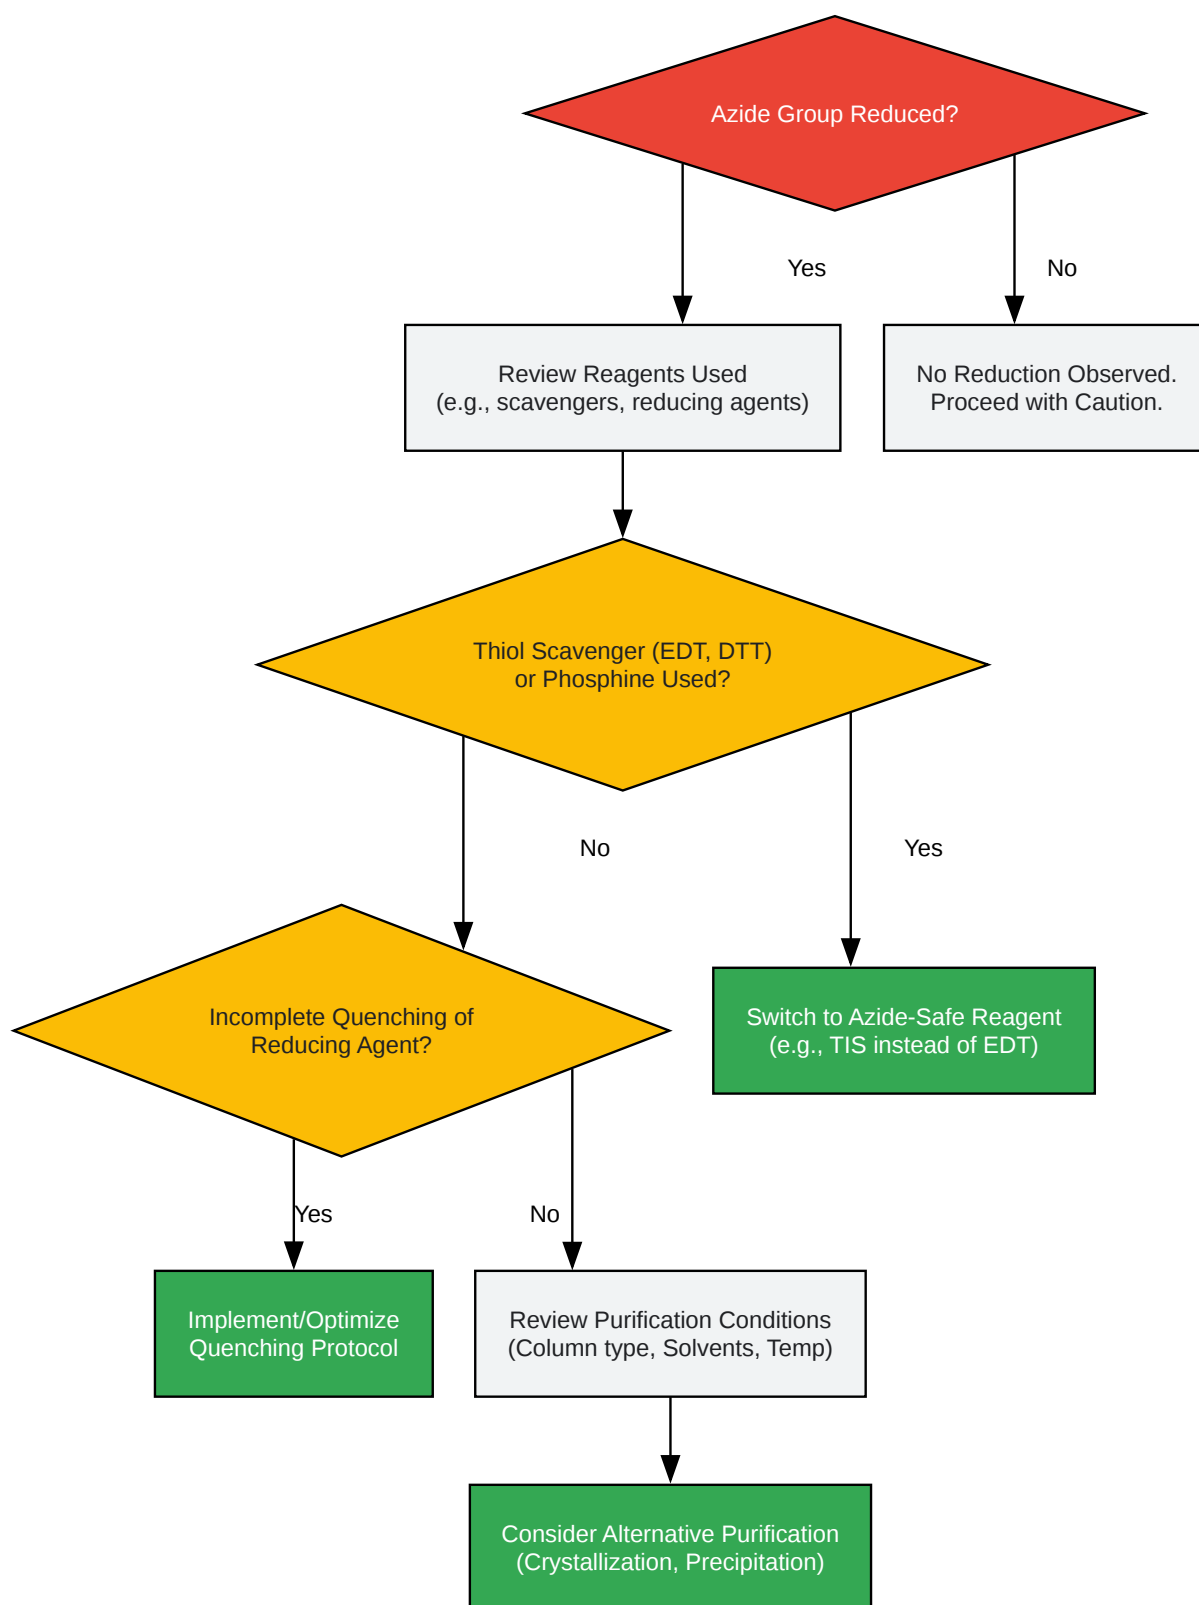 Azide Group Reduced?
Yes
No
Review Reagents Used
(e.g., scavengers, reducing agents)
No Reduction Observed.
Proceed with Caution.
Thiol Scavenger (EDT, DTT)
or Phosphine Used?
No
Yes
Incomplete Quenching of
Reducing Agent?
Switch to Azide-Safe Reagent
(e.g., TIS instead of EDT)
Yes
No
Implement/Optimize
Quenching Protocol
Review Purification Conditions
(Column type, Solvents, Temp)
Consider Alternative Purification
(Crystallization, Precipitation)